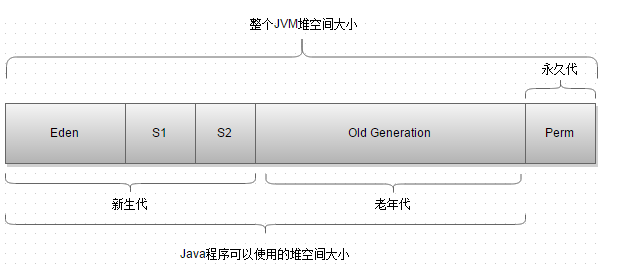 整个JVM堆空间大小
永久代
Eden
S1
S2
Old Generation
Perm
新生代
老年代
Java程序可以使用的堆空间大小